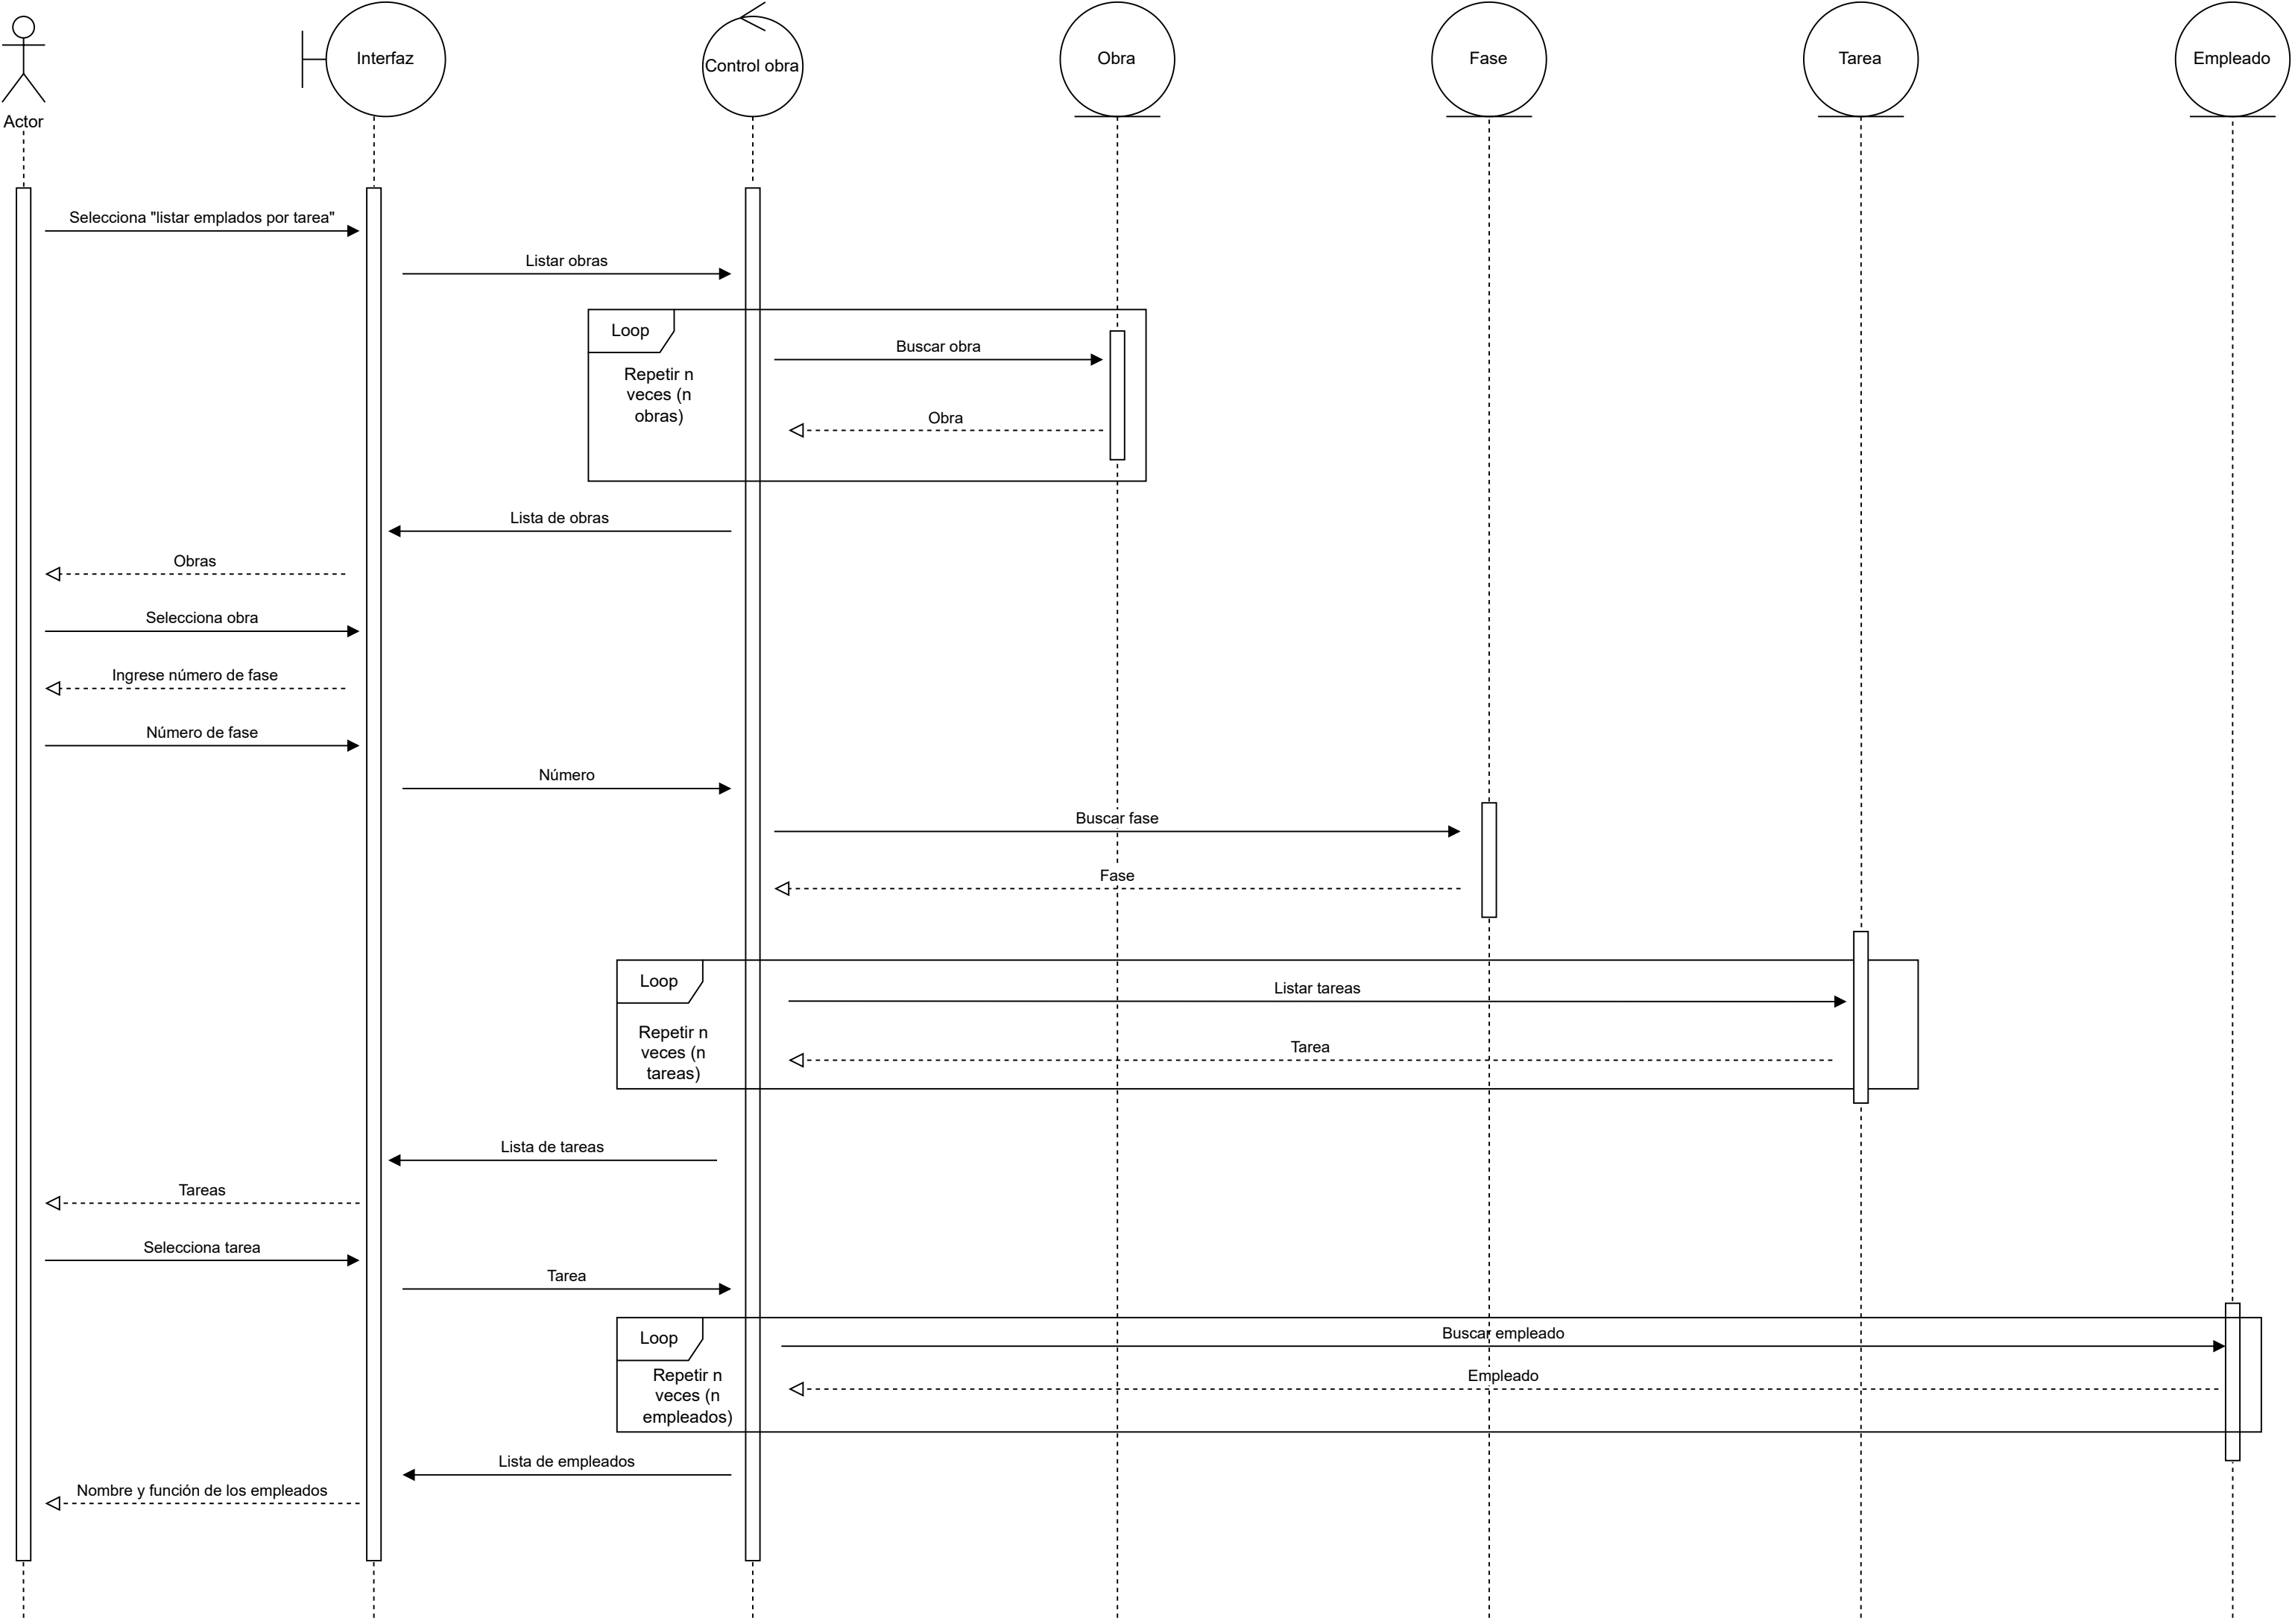 Interfaz
Control obra
Obra
Fase
Tarea
Empleado
Actor
Selecciona "listar emplados por tarea"
Listar obras
Loop
Buscar obra
Repetir n
veces (n
obras)
Obra
Lista de obras
Obras
Selecciona obra
Ingrese número de fase
Número de fase
Número
Buscar fase
Fase
Loop
Listar tareas
Repetir n
veces (n
tareas)
Tarea
Lista de tareas
Tareas
Selecciona tarea
Tarea
Loop
Buscar empleado
Repetir n
veces (n
empleados)
Empleado
Lista de empleados
Nombre y función de los empleados